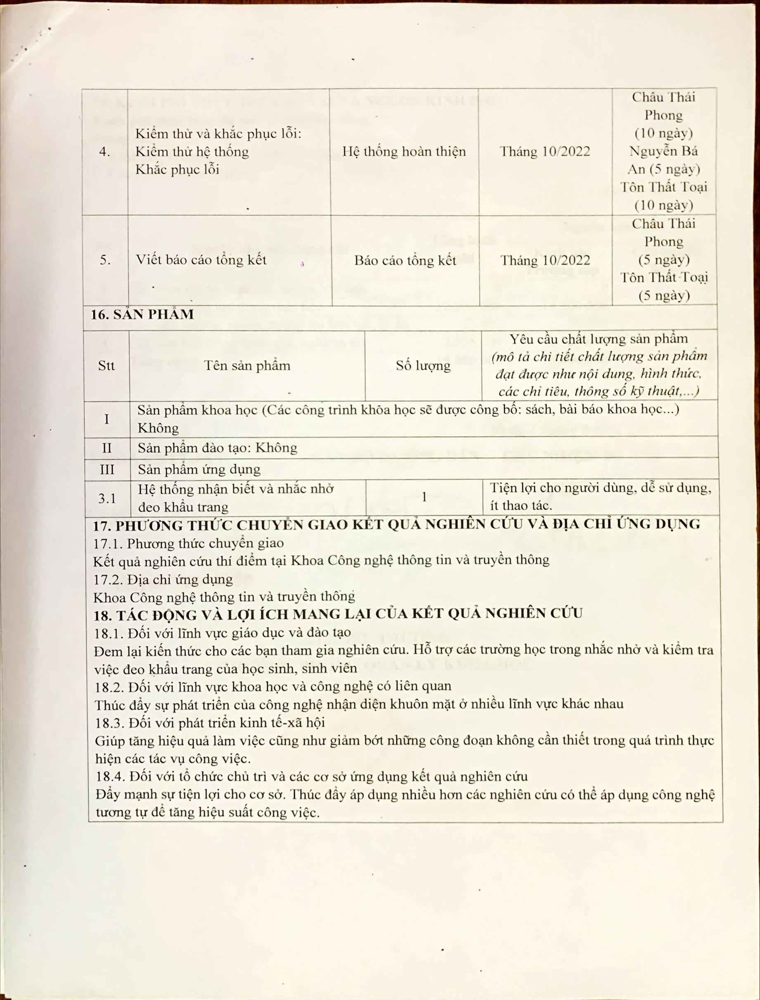 4.
Kiểm thử và khắc phục lỗi:
Kiểm thử hệ thống
Khắc phục lỗi
Hệ thống hoàn thiện
Tháng 10/2022
Châu Thái
Phong
(10 ngày)
Nguyễn Bá
An (5 ngày)
Tôn Thất Toại
(10 ngày)
5.
Viết báo cáo tổng kết
Báo cáo tổng kết
Tháng 10/2022
Châu Thái
Phong
(5 ngày)
Tôn Thất Toại
(5 ngày)
16. SẢN PHẨM
Stt
Tên sản phẩm
Số lượng
Yêu cầu chất lượng sản phẩm
(mô tả chi tiết chất lượng sản phẩm
đạt được như nội dung, hình thức,
các chỉ tiêu, thông số kỹ thuật,...)
I
Sản phẩm khoa học (Các công trình khoa học sẽ được công bố: sách, bài báo khoa học...)
Không
II
Sản phẩm đào tạo: Không
III
Sản phẩm ứng dụng
3.1
Hệ thống nhận biết và nhắc nhở
đeo khẩu trang
1
Tiện lợi cho người dùng, dễ sử dụng,
ít thao tác.
17. PHƯƠNG THỨC CHUYỂN GIAO KẾT QUẢ NGHIÊN CỨU VÀ ĐỊA CHỈ ỨNG DỤNG
17.1. Phương thức chuyển giao
Kết quả nghiên cứu thí điểm tại Khoa Công nghệ thông tin và truyền thông
17.2. Địa chỉ ứng dụng
Khoa Công nghệ thông tin và truyền thông
18. TÁC ĐỘNG VÀ LỢI ÍCH MANG LẠI CỦA KẾT QUẢ NGHIÊN CỨU
18.1. Đối với lĩnh vực giáo dục và đào tạo
Đem lại kiến thức cho các bạn tham gia nghiên cứu. Hỗ trợ các trường học trong nhắc nhở và kiểm tra
việc đeo khẩu trang của học sinh, sinh viên
18.2. Đối với lĩnh vực khoa học và công nghệ có liên quan
Thúc đẩy sự phát triển của công nghệ nhận diện khuôn mặt ở nhiều lĩnh vực khác nhau
18.3. Đối với phát triển kinh tế-xã hội
Giúp tăng hiệu quả làm việc cũng như giảm bớt những công đoạn không cần thiết trong quá trình thực
hiện các tác vụ công việc.
18.4. Đối với tổ chức chủ trì và các cơ sở ứng dụng kết quả nghiên cứu
Đẩy mạnh sự tiện lợi cho cơ sở. Thúc đẩy áp dụng nhiều hơn các nghiên cứu có thể áp dụng công nghệ
tương tự để tăng hiệu suất công việc.